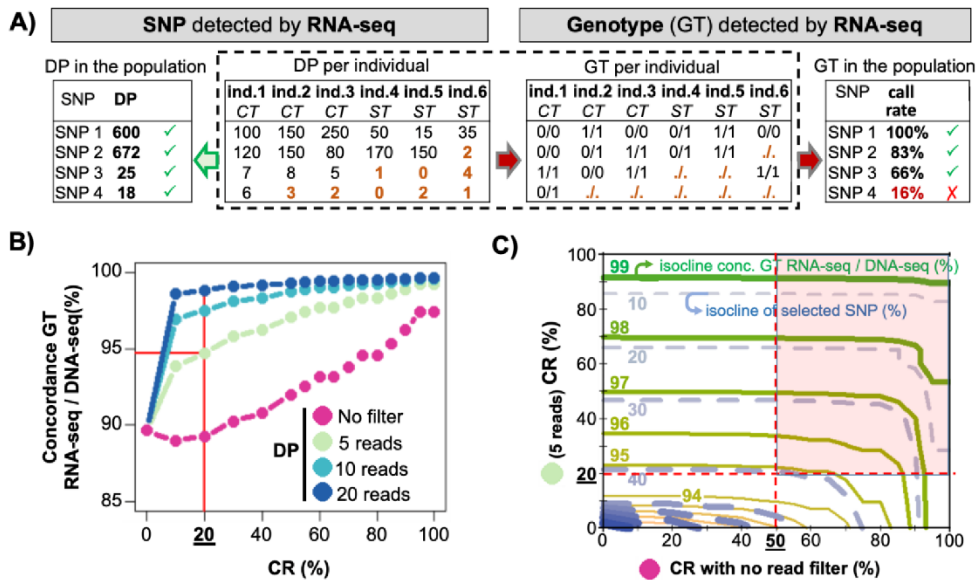 A)
SNP detected by RNA-seq
Genotype (GT) detected by RNA-seq
DP in the population
DP per individual
GT per individual
GT in the population
SNP DP
SNP 1 600 ✓
SNP 2 672 ✓
SNP 3 25 ✓
SNP 4 18 ✓
ind.1 ind.2 ind.3 ind.4 ind.5 ind.6
CT CT CT ST ST ST
100 150 250 50 15 35
120 150 80 170 150 2
7 8 5 1 0 4
6 3 2 0 2 1
ind.1 ind.2 ind.3 ind.4 ind.5 ind.6
CT CT CT ST ST ST
0/0 1/1 0/0 0/1 1/1 0/0
0/0 0/1 1/1 0/1 1/1 ./.
1/1 0/0 1/1 ./. ./. 1/1
0/1 ./. ./. ./. ./. ./.
SNP call
rate
SNP 1 100% ✓
SNP 2 83% ✓
SNP 3 66% ✓
SNP 4 16% ✗
B)
Concordance GT
RNA-seq / DNA-seq(%)
100
95
90
85
0 20 40 60 80 100
CR (%)
DP
No filter
5 reads
10 reads
20 reads
C)
(5 reads) CR (%)
100
80
60
40
20
0
99 isocline conc. GT RNA-seq / DNA-seq (%)
10 isocline of selected SNP (%)
98
20
97
30
96
95
40
94
0 20 40 50 60 80 100
CR with no read filter (%)